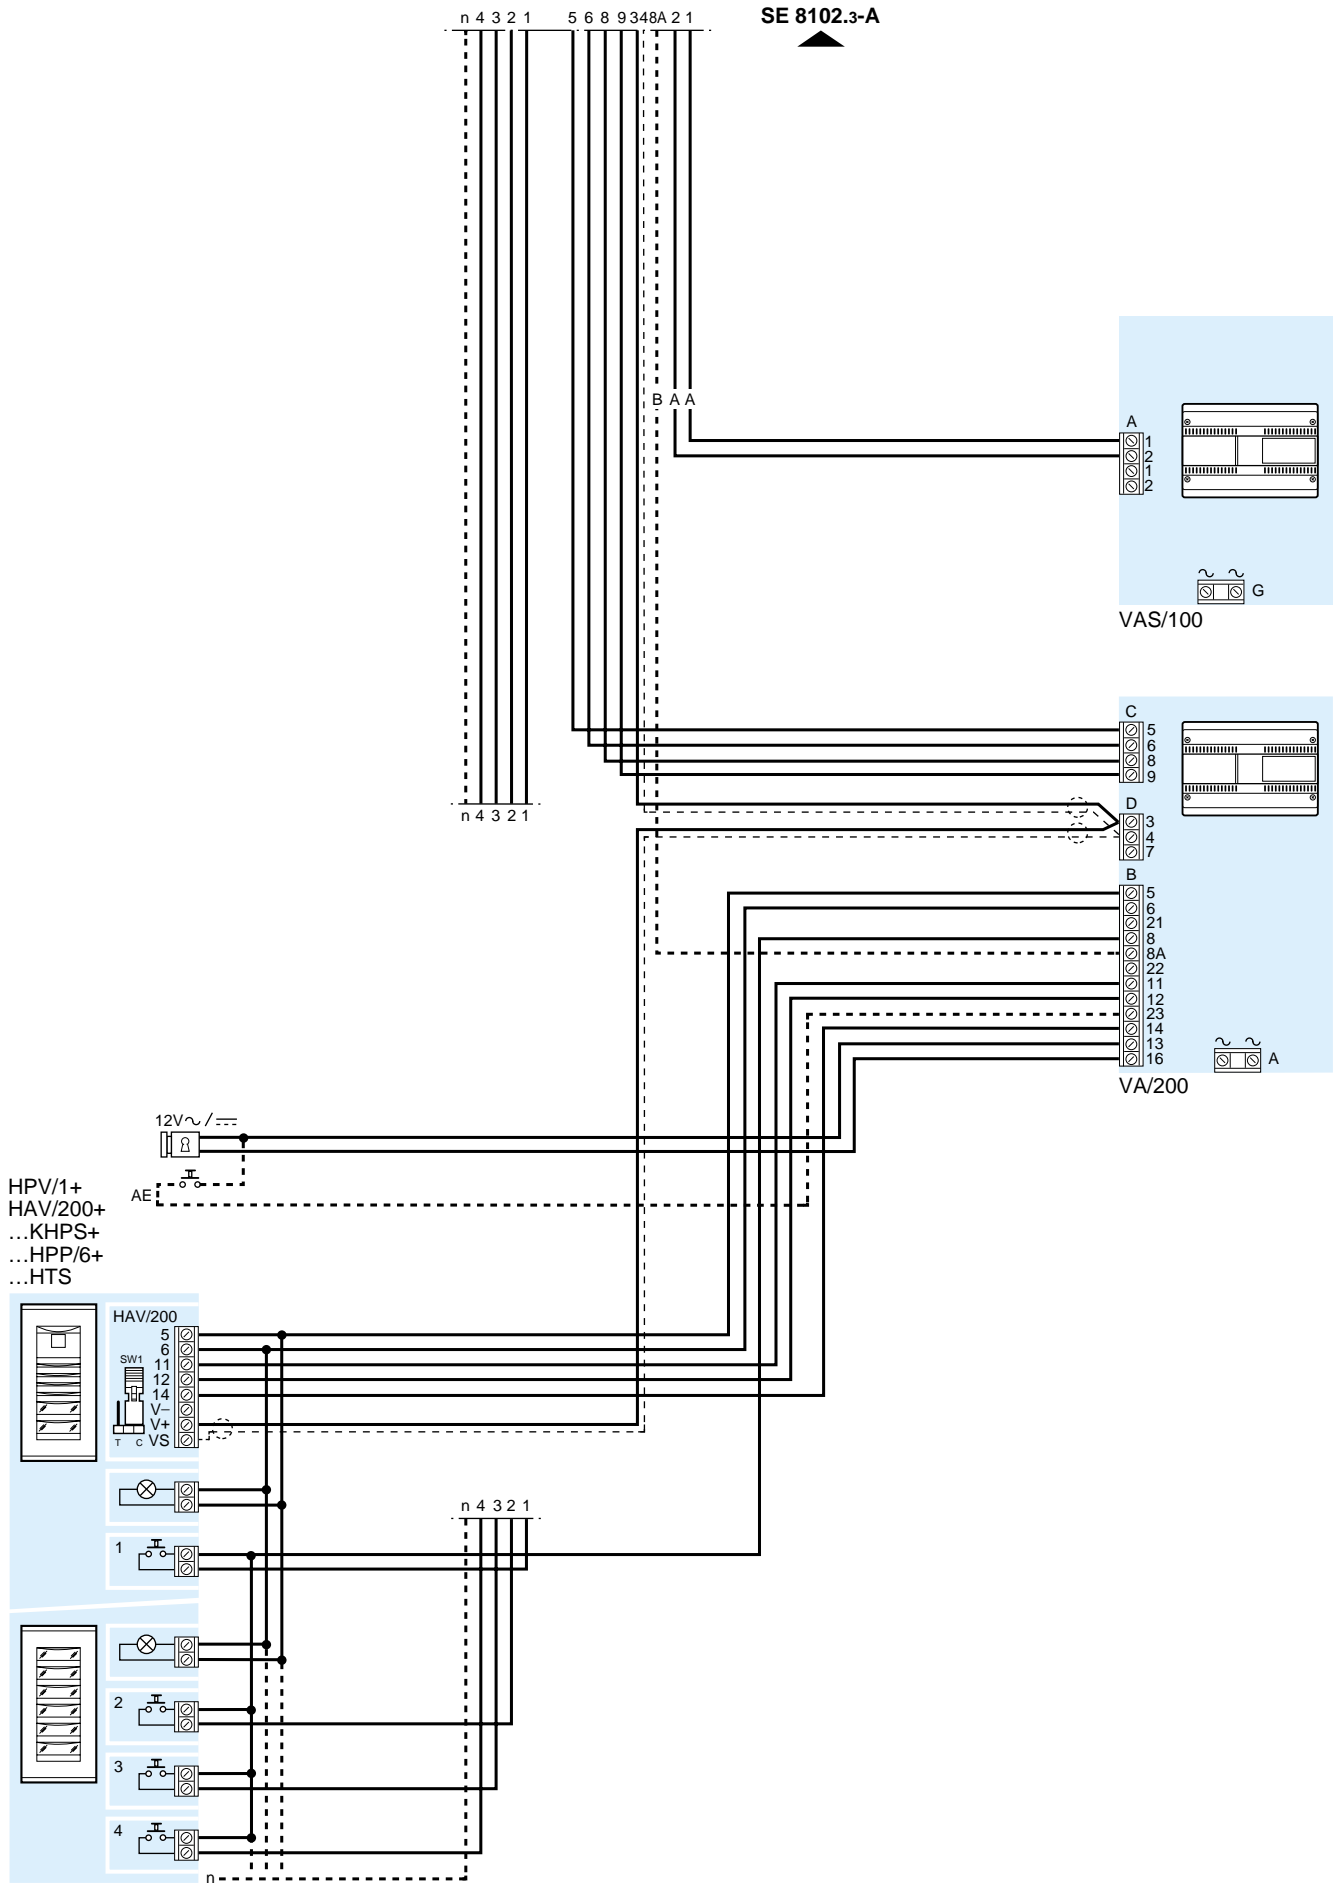 n 4 3 2 1 5 6 8 9 3 4 8A 2 1 SE 8102.3-A
B A A
A
1
2
1
2
G
VAS/100
C
5
6
8
9
n 4 3 2 1
D
3
4
7
B
5
6
21
8
8A
22
11
12
23
14
13
16
A
VA/200
12V~ / ⎓
AE
HPV/1+
HAV/200+
...KHPS+
...HPP/6+
...HTS
HAV/200
5
6
SW1
11
12
14
V–
V+
T C VS
n 4 3 2 1
1
2
3
4
n